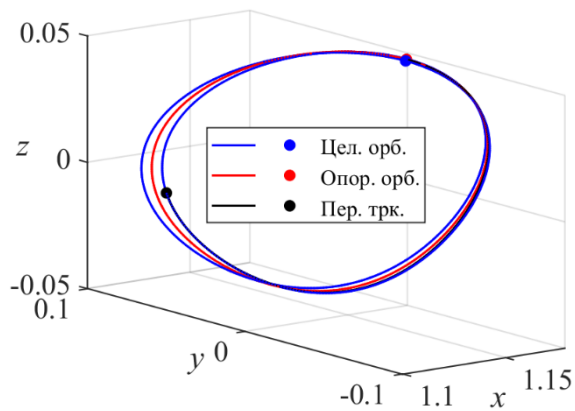 0.05
z
0
-0.05
Цел. орб.
Опор. орб.
Пер. трк.
0.1
y
0
-0.1
1.1
x
1.15